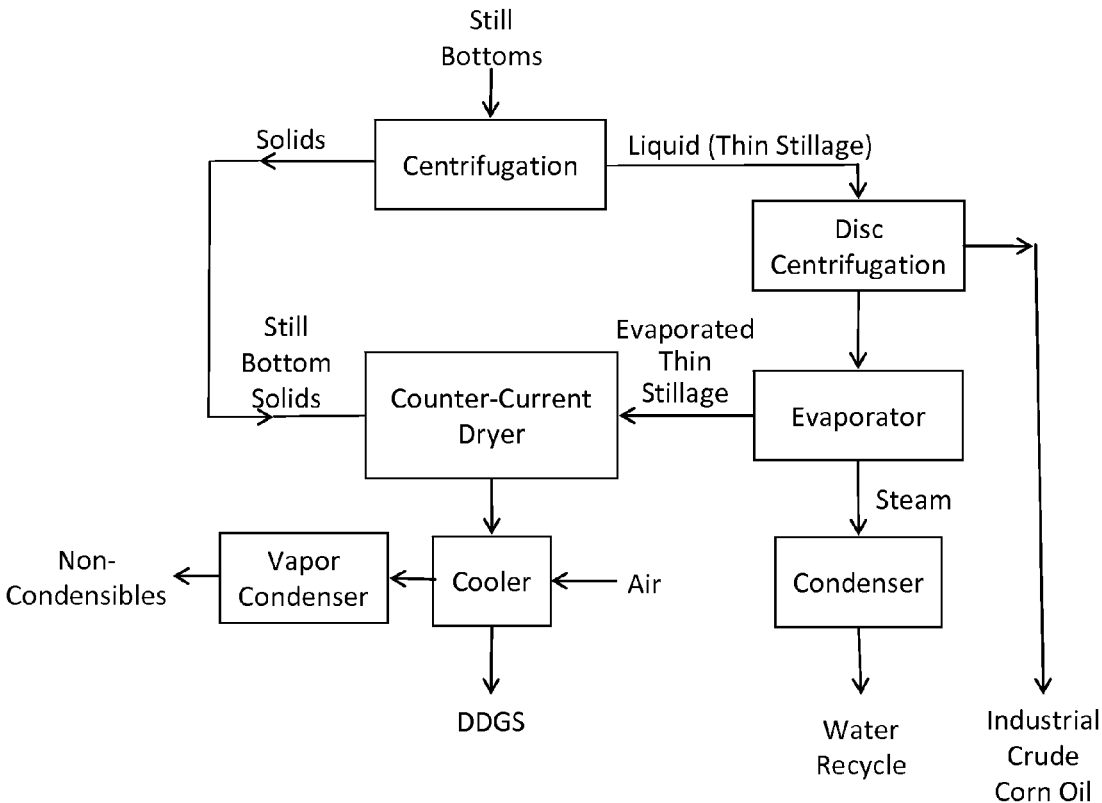 Still
Bottoms
Solids
Centrifugation
Liquid (Thin Stillage)
Disc
Centrifugation
Still
Bottom
Solids
Counter-Current
Dryer
Evaporated
Thin
Stillage
Evaporator
Steam
Non-
Condensibles
Vapor
Condenser
Cooler
Air
Condenser
DDGS
Water
Recycle
Industrial
Crude
Corn Oil